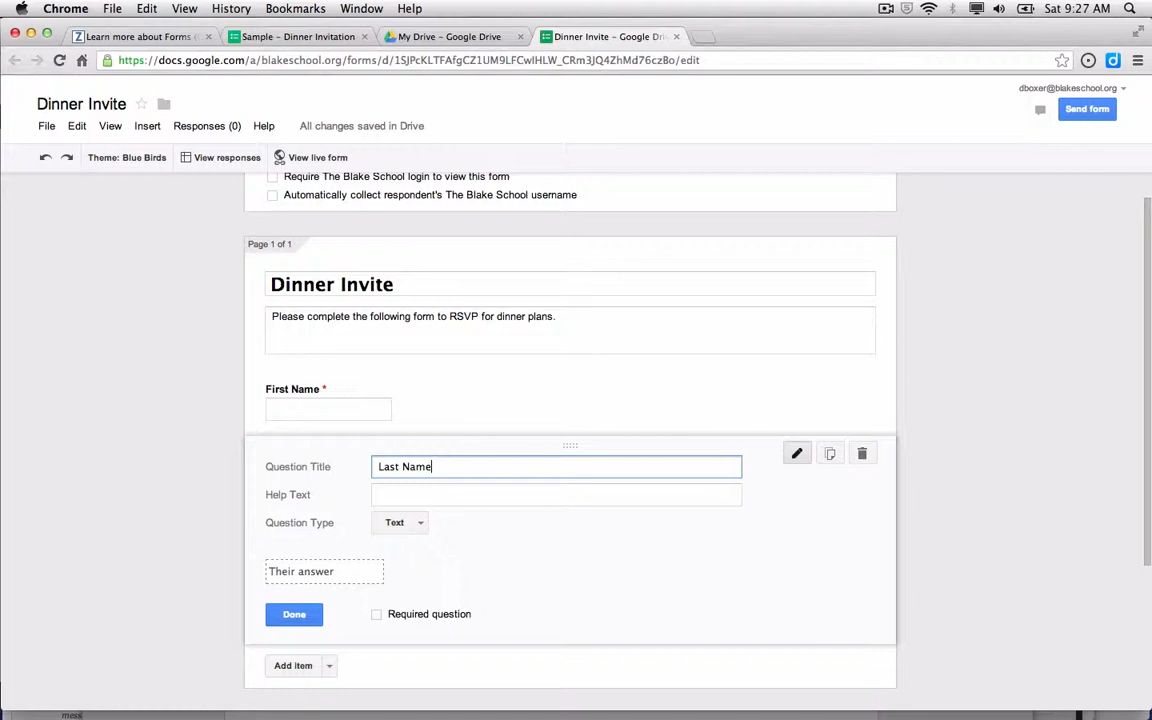 Chrome File Edit View History Bookmarks Window Help Sat 9:27 AM
Learn more about Forms Sample – Dinner Invitation My Drive – Google Drive Dinner Invite – Google Dri
https://docs.google.com/a/blakeschool.org/forms/d/1SJPcKLTFAfgCZ1UM9LFCwIHLW_CRm3JQ4ZhMd76czBo/edit
dboxer@blakeschool.org
Dinner Invite
Send form
File Edit View Insert Responses (0) Help All changes saved in Drive
Theme: Blue Birds View responses View live form
Require The Blake School login to view this form
Automatically collect respondent's The Blake School username
Page 1 of 1
Dinner Invite
Please complete the following form to RSVP for dinner plans.
First Name *
Question Title Last Name
Help Text
Question Type Text
Their answer
Done Required question
Add item